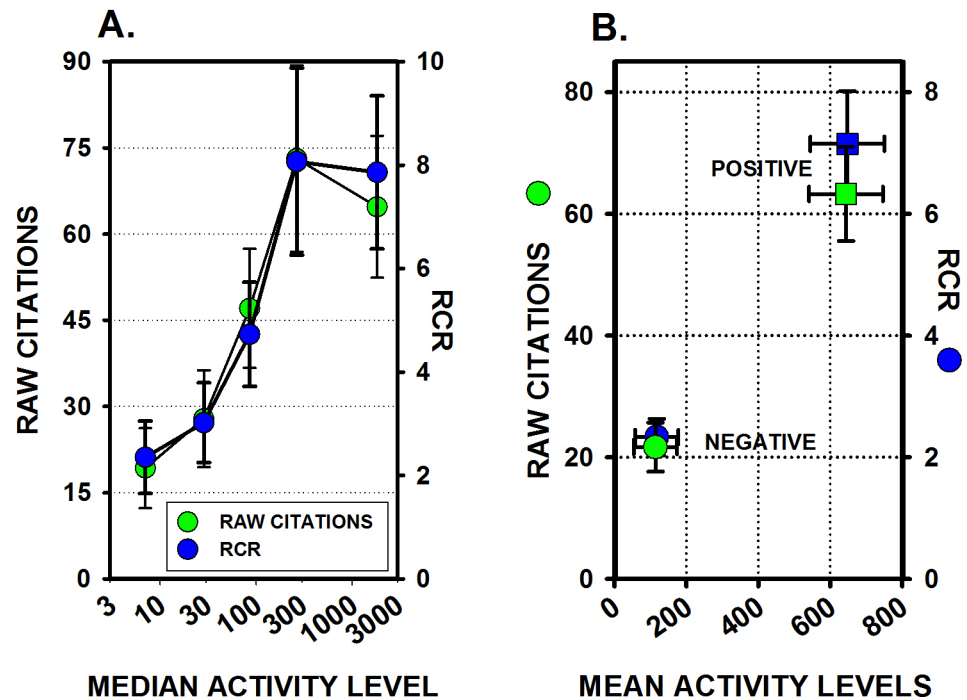 A.
90
75
60
45
30
15
0
RAW CITATIONS
10
8
6
4
2
0
RCR
RAW CITATIONS
RCR
3
10
30
100
300
1000
3000
MEDIAN ACTIVITY LEVEL
B.
80
60
40
20
0
RAW CITATIONS
8
6
4
2
0
RCR
POSITIVE
NEGATIVE
0
200
400
600
800
MEAN ACTIVITY LEVELS